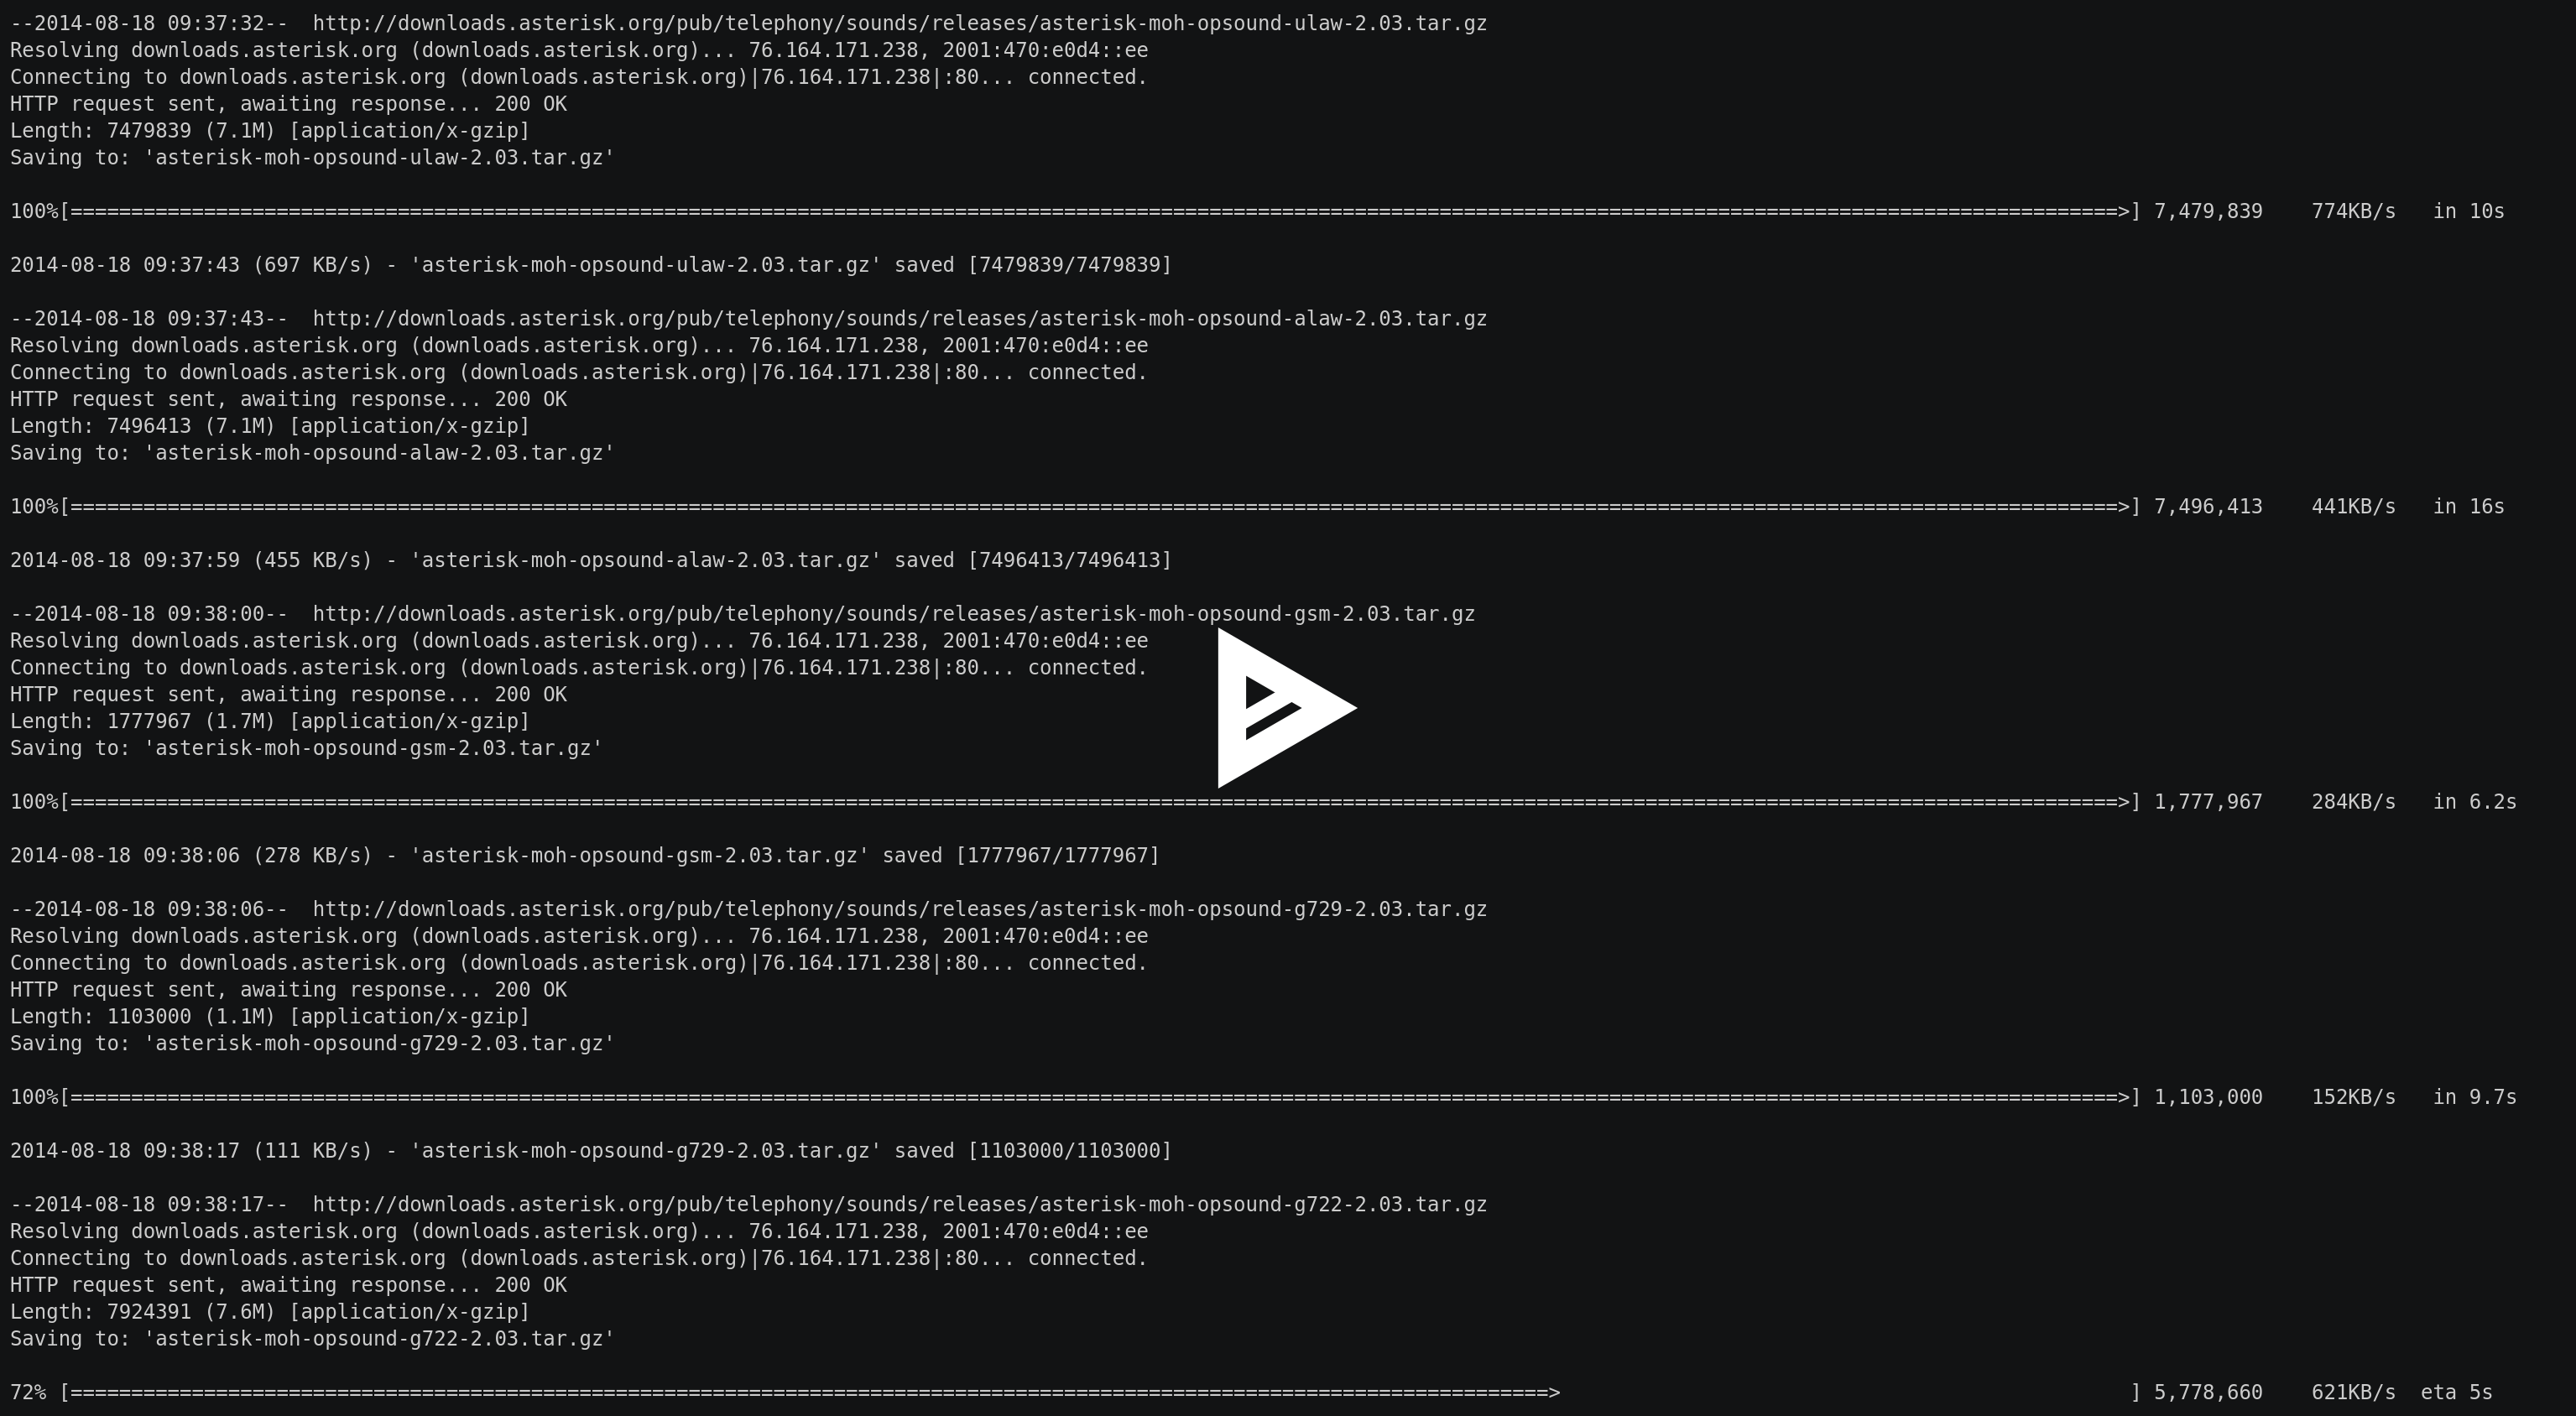 --2014-08-18 09:37:32--  http://downloads.asterisk.org/pub/telephony/sounds/releases/asterisk-moh-opsound-ulaw-2.03.tar.gz
Resolving downloads.asterisk.org (downloads.asterisk.org)... 76.164.171.238, 2001:470:e0d4::ee
Connecting to downloads.asterisk.org (downloads.asterisk.org)|76.164.171.238|:80... connected.
HTTP request sent, awaiting response... 200 OK
Length: 7479839 (7.1M) [application/x-gzip]
Saving to: 'asterisk-moh-opsound-ulaw-2.03.tar.gz'
100%[=========================================================================================================================================================================>] 7,479,839    774KB/s   in 10s
2014-08-18 09:37:43 (697 KB/s) - 'asterisk-moh-opsound-ulaw-2.03.tar.gz' saved [7479839/7479839]
--2014-08-18 09:37:43--  http://downloads.asterisk.org/pub/telephony/sounds/releases/asterisk-moh-opsound-alaw-2.03.tar.gz
Resolving downloads.asterisk.org (downloads.asterisk.org)... 76.164.171.238, 2001:470:e0d4::ee
Connecting to downloads.asterisk.org (downloads.asterisk.org)|76.164.171.238|:80... connected.
HTTP request sent, awaiting response... 200 OK
Length: 7496413 (7.1M) [application/x-gzip]
Saving to: 'asterisk-moh-opsound-alaw-2.03.tar.gz'
100%[=========================================================================================================================================================================>] 7,496,413    441KB/s   in 16s
2014-08-18 09:37:59 (455 KB/s) - 'asterisk-moh-opsound-alaw-2.03.tar.gz' saved [7496413/7496413]
--2014-08-18 09:38:00--  http://downloads.asterisk.org/pub/telephony/sounds/releases/asterisk-moh-opsound-gsm-2.03.tar.gz
Resolving downloads.asterisk.org (downloads.asterisk.org)... 76.164.171.238, 2001:470:e0d4::ee
Connecting to downloads.asterisk.org (downloads.asterisk.org)|76.164.171.238|:80... connected.
HTTP request sent, awaiting response... 200 OK
Length: 1777967 (1.7M) [application/x-gzip]
Saving to: 'asterisk-moh-opsound-gsm-2.03.tar.gz'
100%[=========================================================================================================================================================================>] 1,777,967    284KB/s   in 6.2s
2014-08-18 09:38:06 (278 KB/s) - 'asterisk-moh-opsound-gsm-2.03.tar.gz' saved [1777967/1777967]
--2014-08-18 09:38:06--  http://downloads.asterisk.org/pub/telephony/sounds/releases/asterisk-moh-opsound-g729-2.03.tar.gz
Resolving downloads.asterisk.org (downloads.asterisk.org)... 76.164.171.238, 2001:470:e0d4::ee
Connecting to downloads.asterisk.org (downloads.asterisk.org)|76.164.171.238|:80... connected.
HTTP request sent, awaiting response... 200 OK
Length: 1103000 (1.1M) [application/x-gzip]
Saving to: 'asterisk-moh-opsound-g729-2.03.tar.gz'
100%[=========================================================================================================================================================================>] 1,103,000    152KB/s   in 9.7s
2014-08-18 09:38:17 (111 KB/s) - 'asterisk-moh-opsound-g729-2.03.tar.gz' saved [1103000/1103000]
--2014-08-18 09:38:17--  http://downloads.asterisk.org/pub/telephony/sounds/releases/asterisk-moh-opsound-g722-2.03.tar.gz
Resolving downloads.asterisk.org (downloads.asterisk.org)... 76.164.171.238, 2001:470:e0d4::ee
Connecting to downloads.asterisk.org (downloads.asterisk.org)|76.164.171.238|:80... connected.
HTTP request sent, awaiting response... 200 OK
Length: 7924391 (7.6M) [application/x-gzip]
Saving to: 'asterisk-moh-opsound-g722-2.03.tar.gz'
72% [==========================================================================================================================>                                               ] 5,778,660    621KB/s  eta 5s